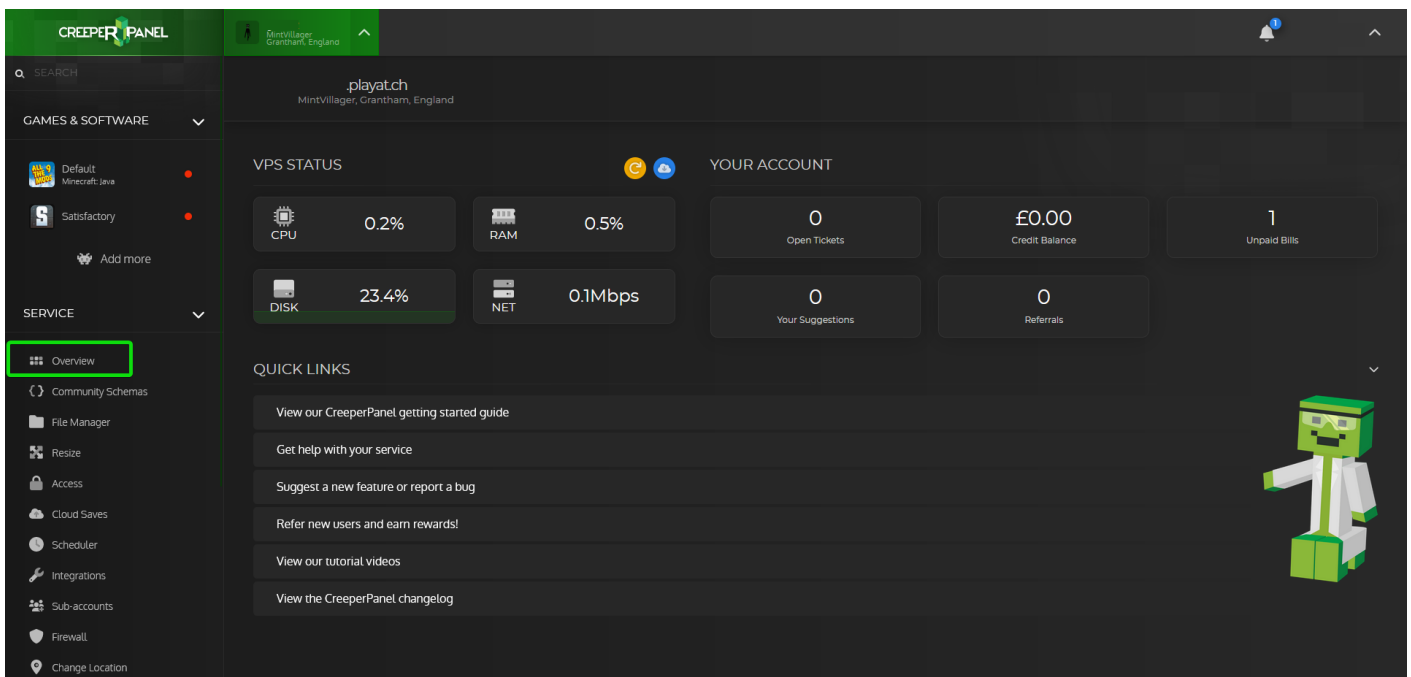 CREEPER PANEL
MintVillager
Grantham, England
1
SEARCH
.playat.ch
MintVillager, Grantham, England
GAMES & SOFTWARE
ALL THE MODS 9
Default
Minecraft: Java
S
Satisfactory
Add more
SERVICE
Overview
Community Schemas
File Manager
Resize
Access
Cloud Saves
Scheduler
Integrations
Sub-accounts
Firewall
Change Location
VPS STATUS
CPU
0.2%
RAM
0.5%
DISK
23.4%
NET
0.1Mbps
YOUR ACCOUNT
0
Open Tickets
£0.00
Credit Balance
1
Unpaid Bills
0
Your Suggestions
0
Referrals
QUICK LINKS
View our CreeperPanel getting started guide
Get help with your service
Suggest a new feature or report a bug
Refer new users and earn rewards!
View our tutorial videos
View the CreeperPanel changelog